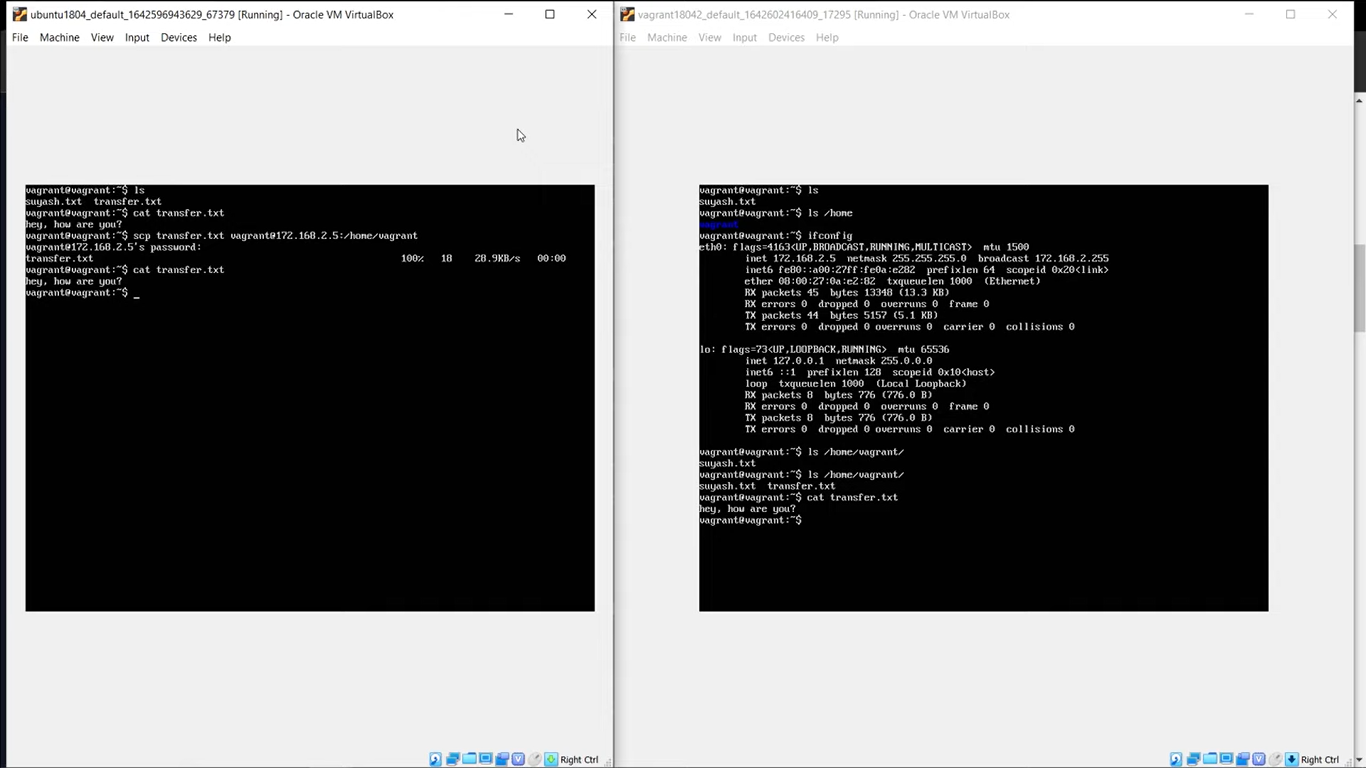 ubuntu1804_default_1642596943629_67379 [Running] - Oracle VM VirtualBox
File Machine View Input Devices Help
vagrant@vagrant:~$ ls
suyash.txt  transfer.txt
vagrant@vagrant:~$ cat transfer.txt
hey, how are you?
vagrant@vagrant:~$ scp transfer.txt vagrant@172.168.2.5:/home/vagrant
vagrant@172.168.2.5's password:
transfer.txt 100% 18 28.9KB/s 00:00
vagrant@vagrant:~$ cat transfer.txt
hey, how are you?
vagrant@vagrant:~$ _
Right Ctrl
vagrant18042_default_1642602416409_17295 [Running] - Oracle VM VirtualBox
File Machine View Input Devices Help
vagrant@vagrant:~$ ls
suyash.txt
vagrant@vagrant:~$ ls /home
vagrant
vagrant@vagrant:~$ ifconfig
eth0: flags=4163<UP,BROADCAST,RUNNING,MULTICAST>  mtu 1500
inet 172.168.2.5  netmask 255.255.255.0  broadcast 172.168.2.255
inet6 fe80::a00:27ff:fe0a:e282  prefixlen 64  scopeid 0x20<link>
ether 08:00:27:0a:e2:82  txqueuelen 1000  (Ethernet)
RX packets 45  bytes 13348 (13.3 KB)
RX errors 0  dropped 0  overruns 0  frame 0
TX packets 44  bytes 5157 (5.1 KB)
TX errors 0  dropped 0 overruns 0  carrier 0  collisions 0
lo: flags=73<UP,LOOPBACK,RUNNING>  mtu 65536
inet 127.0.0.1  netmask 255.0.0.0
inet6 ::1  prefixlen 128  scopeid 0x10<host>
loop  txqueuelen 1000  (Local Loopback)
RX packets 8  bytes 776 (776.0 B)
RX errors 0  dropped 0  overruns 0  frame 0
TX packets 8  bytes 776 (776.0 B)
TX errors 0  dropped 0 overruns 0  carrier 0  collisions 0
vagrant@vagrant:~$ ls /home/vagrant/
suyash.txt
vagrant@vagrant:~$ ls /home/vagrant/
suyash.txt  transfer.txt
vagrant@vagrant:~$ cat transfer.txt
hey, how are you?
vagrant@vagrant:~$
Right Ctrl